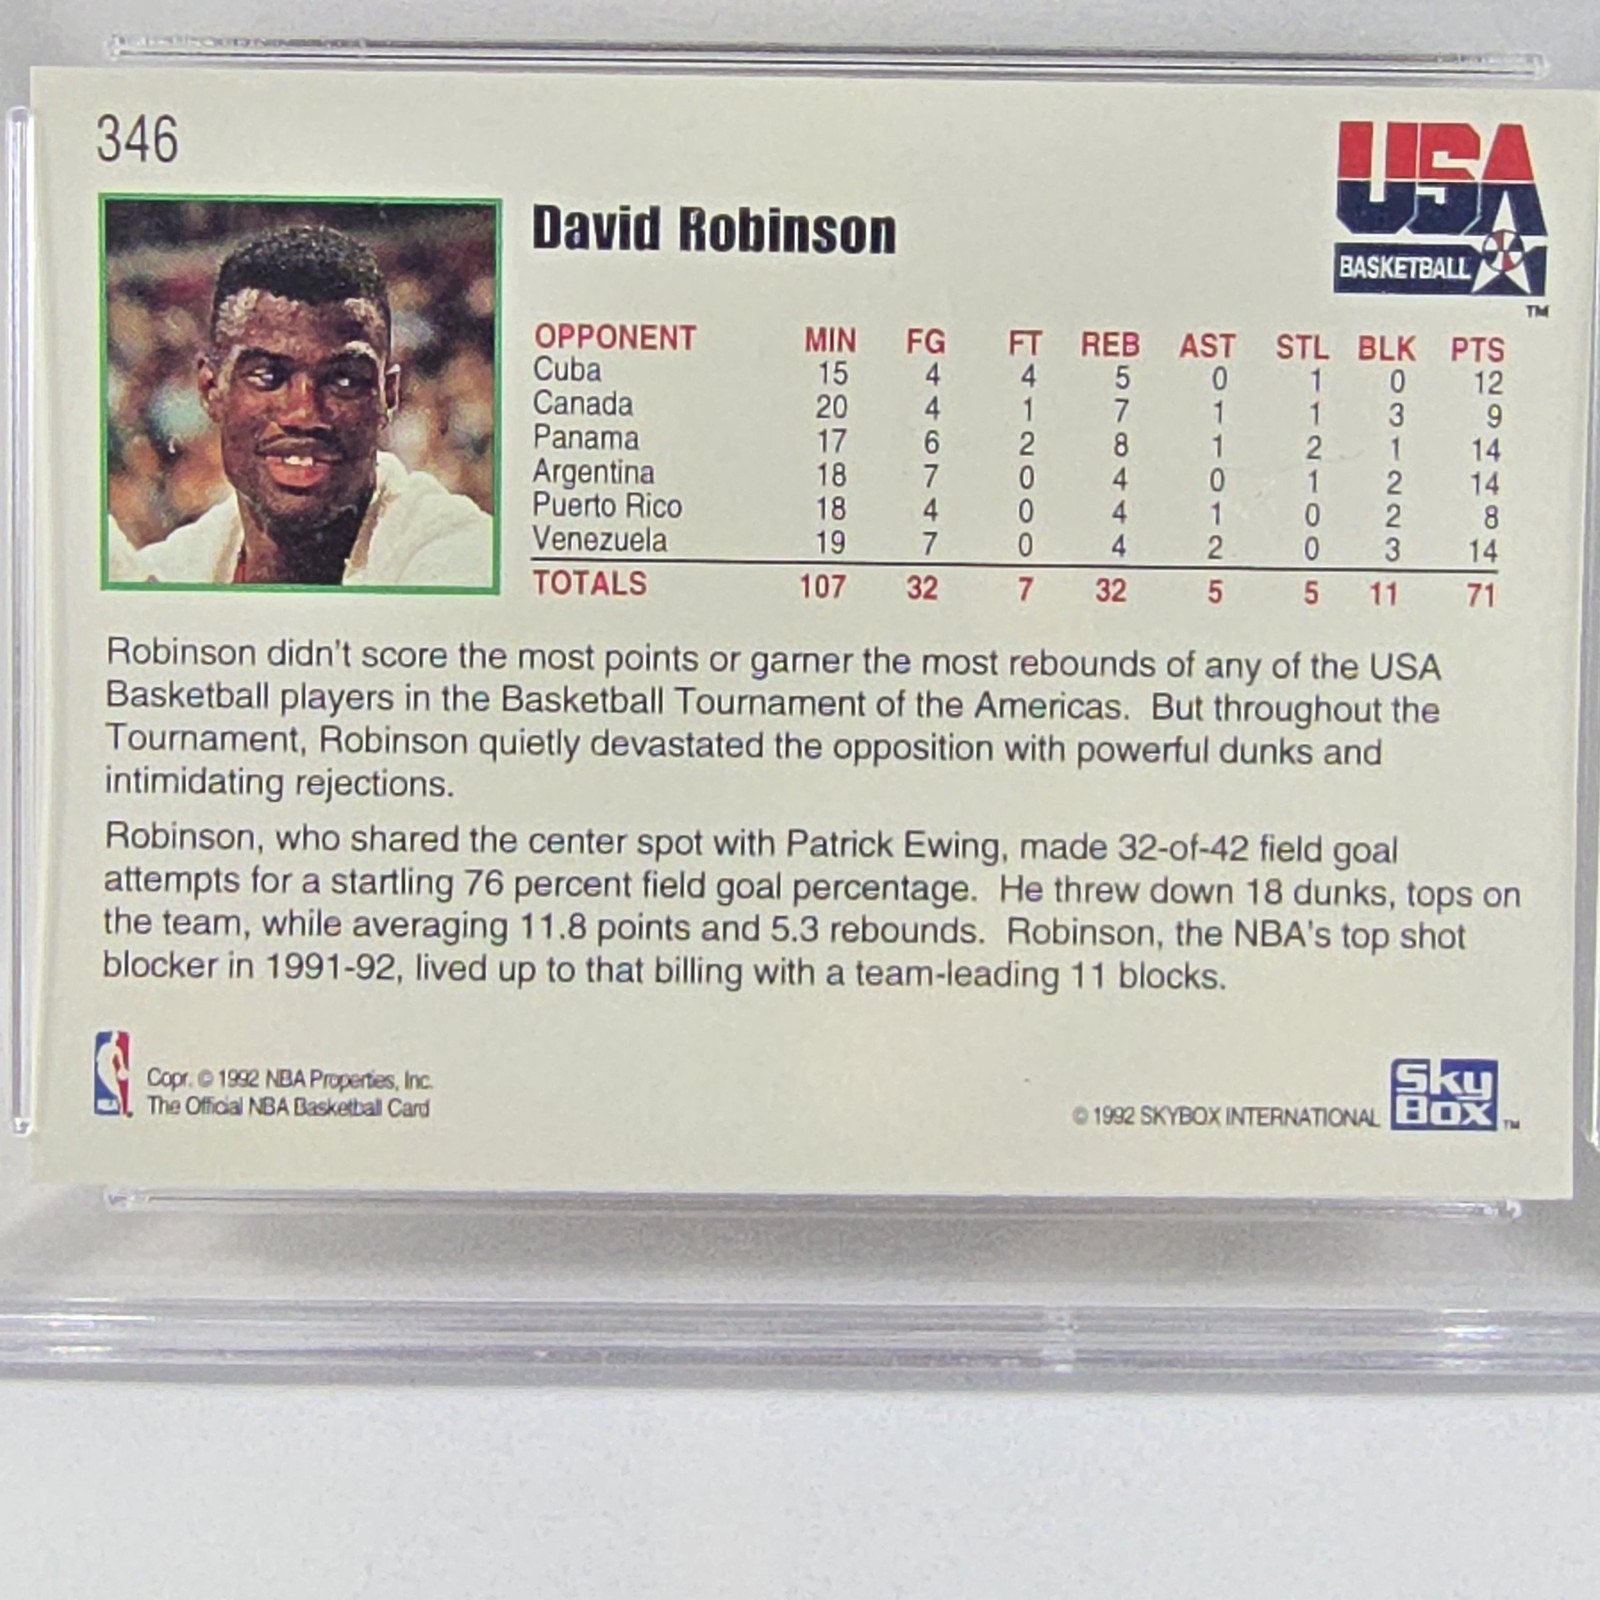 346
USA
BASKETBALL
TM
David Robinson
OPPONENT MIN FG FT REB AST STL BLK PTS
Cuba 15 4 4 5 0 1 0 12
Canada 20 4 1 7 1 1 3 9
Panama 17 6 2 8 1 2 1 14
Argentina 18 7 0 4 0 1 2 14
Puerto Rico 18 4 0 4 1 0 2 8
Venezuela 19 7 0 4 2 0 3 14
TOTALS 107 32 7 32 5 5 11 71
Robinson didn't score the most points or garner the most rebounds of any of the USA
Basketball players in the Basketball Tournament of the Americas. But throughout the
Tournament, Robinson quietly devastated the opposition with powerful dunks and
intimidating rejections.
Robinson, who shared the center spot with Patrick Ewing, made 32-of-42 field goal
attempts for a startling 76 percent field goal percentage. He threw down 18 dunks, tops on
the team, while averaging 11.8 points and 5.3 rebounds. Robinson, the NBA's top shot
blocker in 1991-92, lived up to that billing with a team-leading 11 blocks.
Copr. © 1992 NBA Properties, Inc.
The Official NBA Basketball Card
© 1992 SKYBOX INTERNATIONAL
SkyBox TM